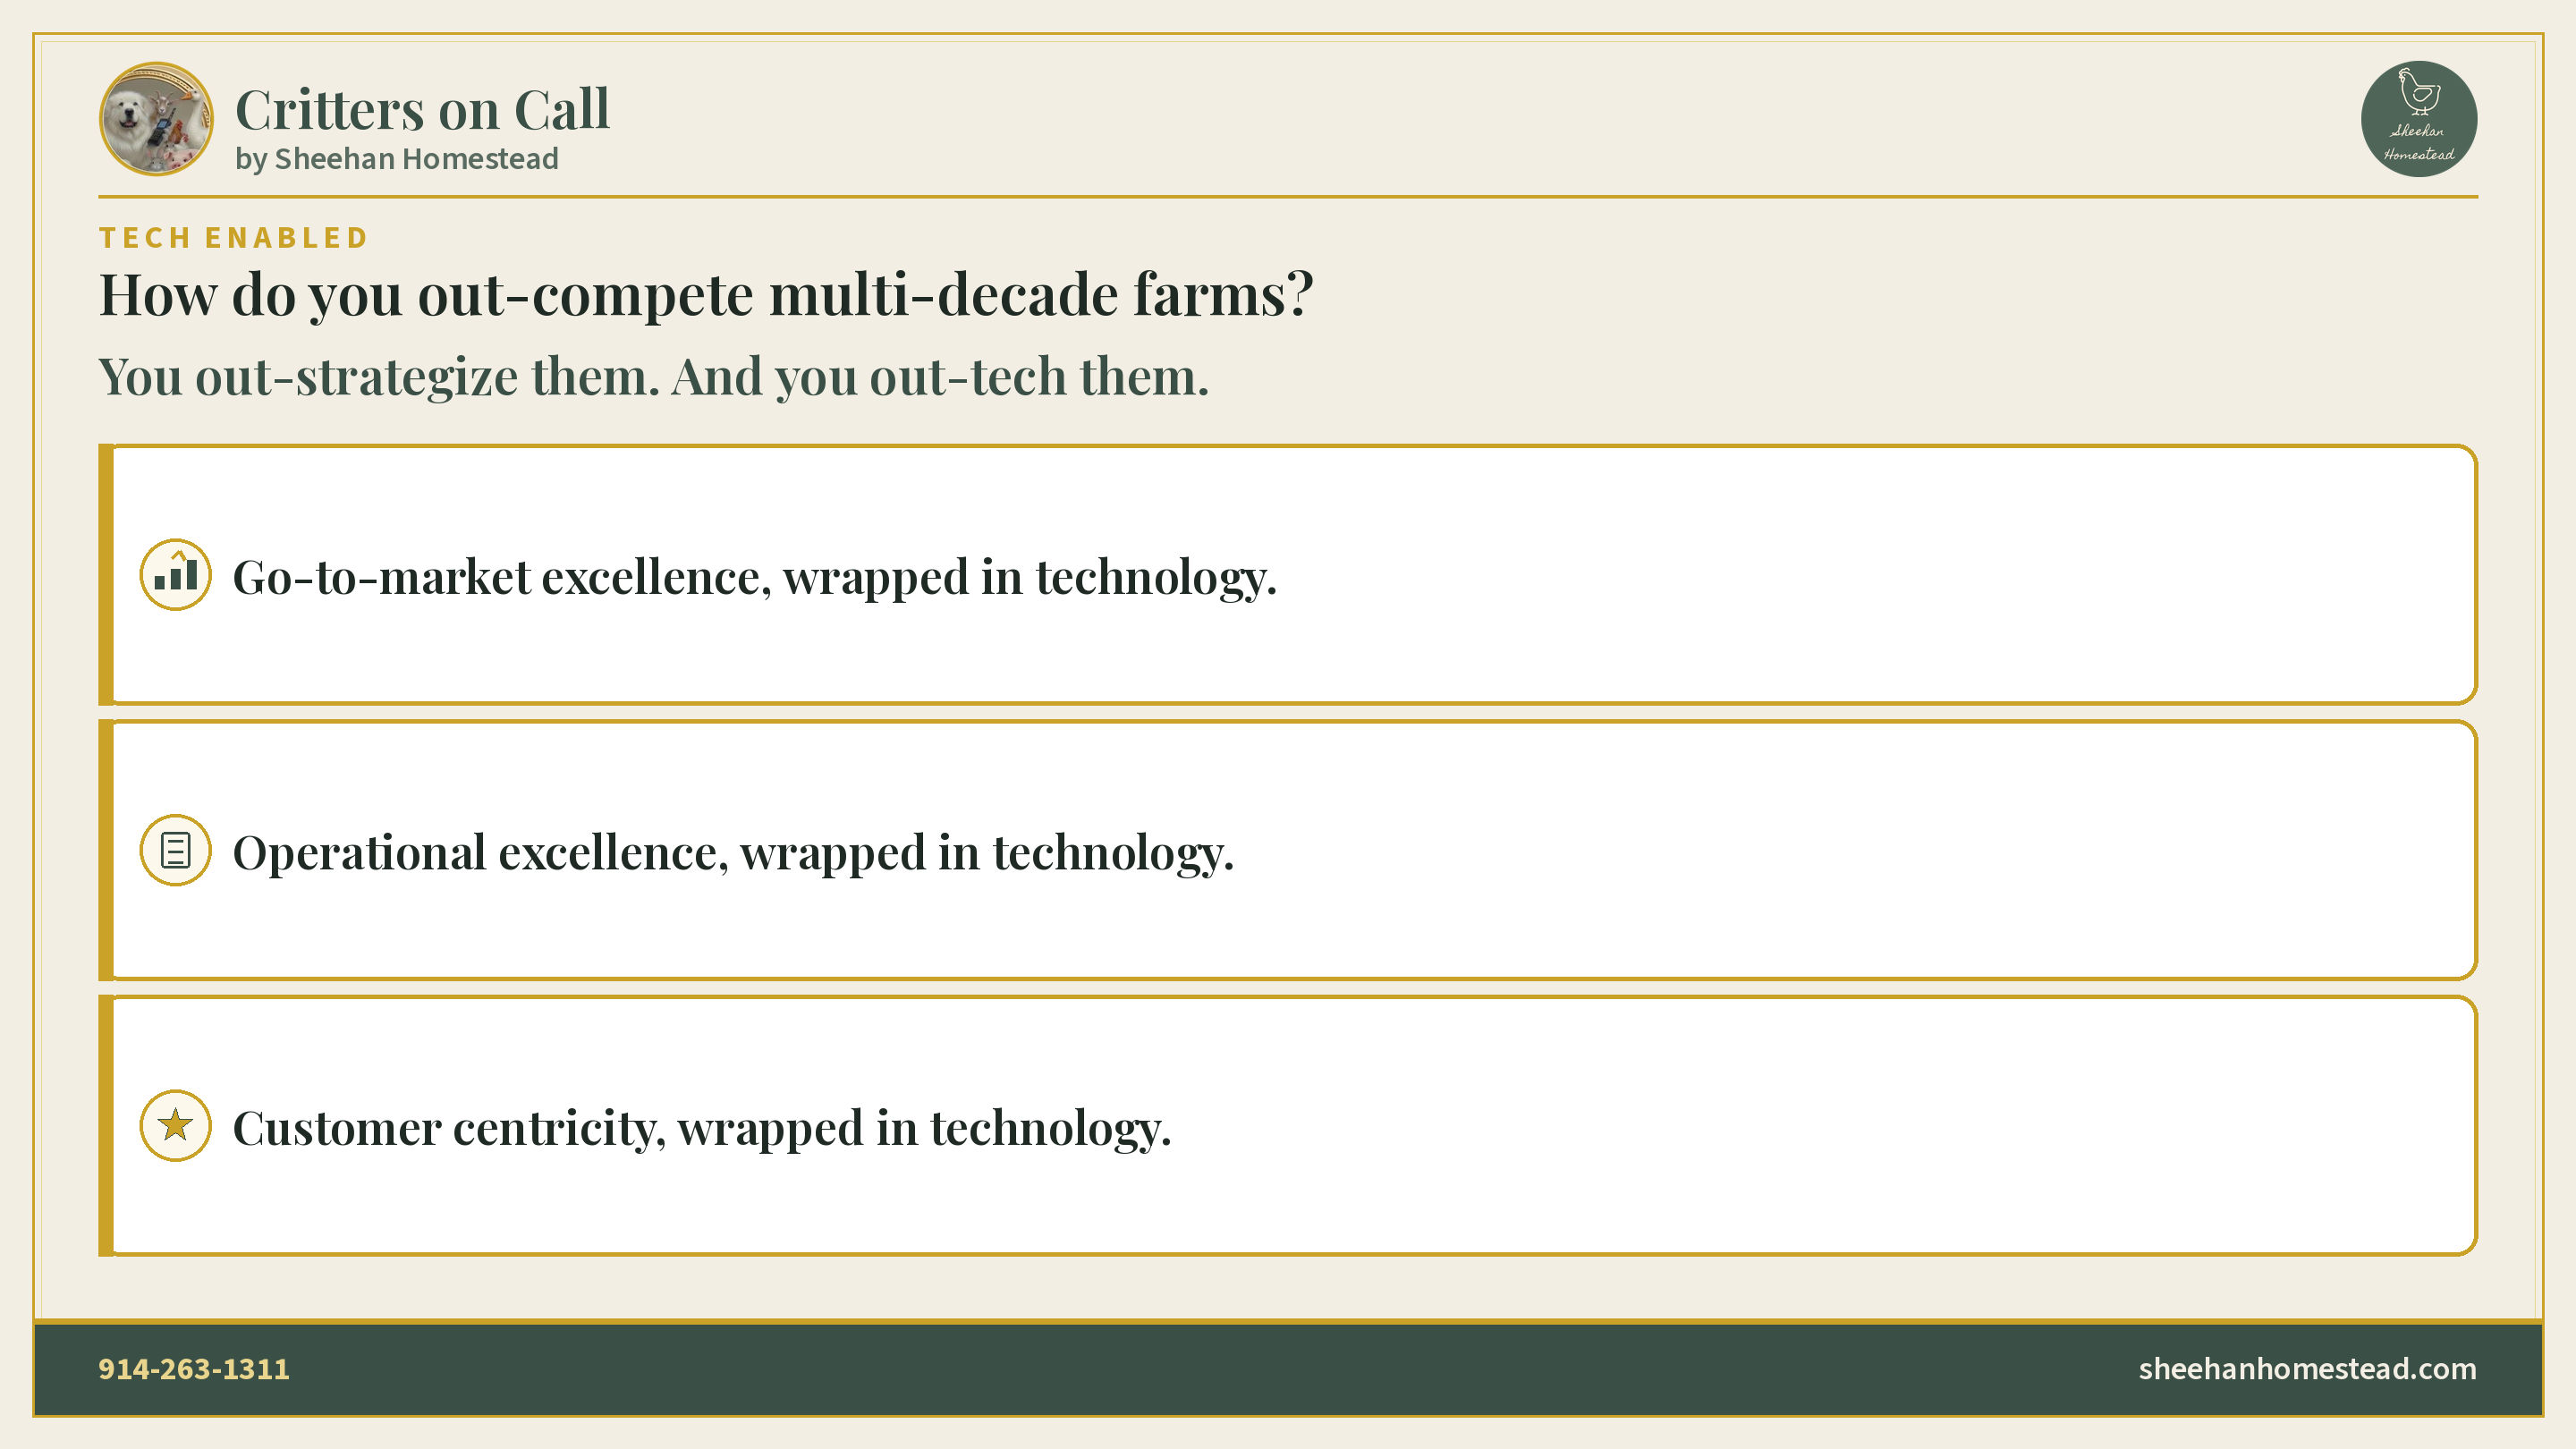 Critters on Call
by Sheehan Homestead
Sheehan
Homestead
TECH ENABLED
How do you out-compete multi-decade farms?
You out-strategize them. And you out-tech them.
Go-to-market excellence, wrapped in technology.
Operational excellence, wrapped in technology.
Customer centricity, wrapped in technology.
914-263-1311
sheehanhomestead.com